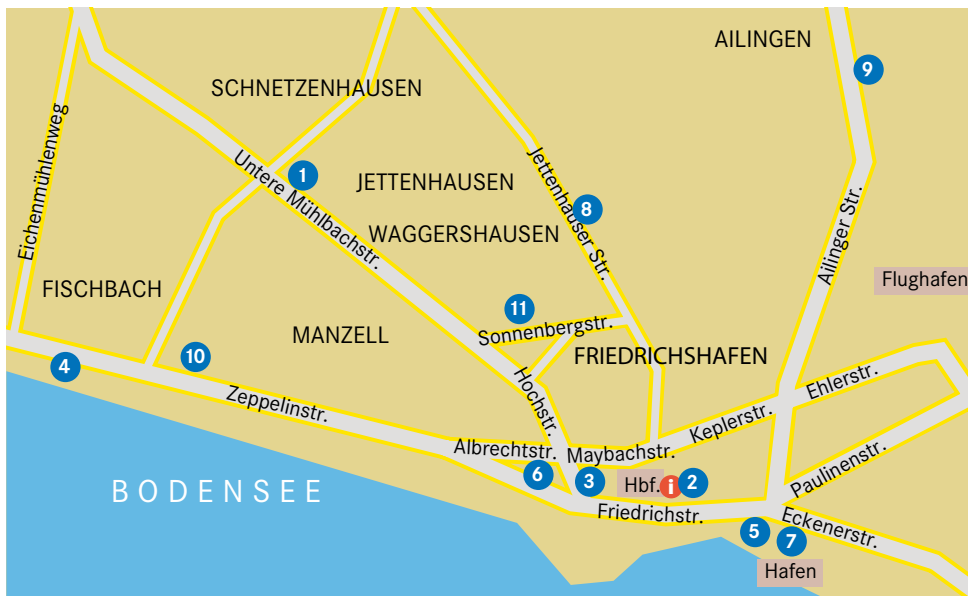 AILINGEN
9
SCHNETZENHAUSEN
Eichenmühlenweg
Untere Mühlbachstr.
1
JETTENHAUSEN
Jettenhauser Str.
8
WAGGERSHAUSEN
Ailinger Str.
Flughafen
FISCHBACH
11
Sonnenbergstr.
MANZELL
FRIEDRICHSHAFEN
10
4
Zeppelinstr.
Hochstr.
Keplerstr.
Ehlerstr.
Albrechtstr.
Maybachstr.
Paulinenstr.
6
3
Hbf.
i
2
BODENSEE
Friedrichstr.
5
7
Eckenerstr.
Hafen